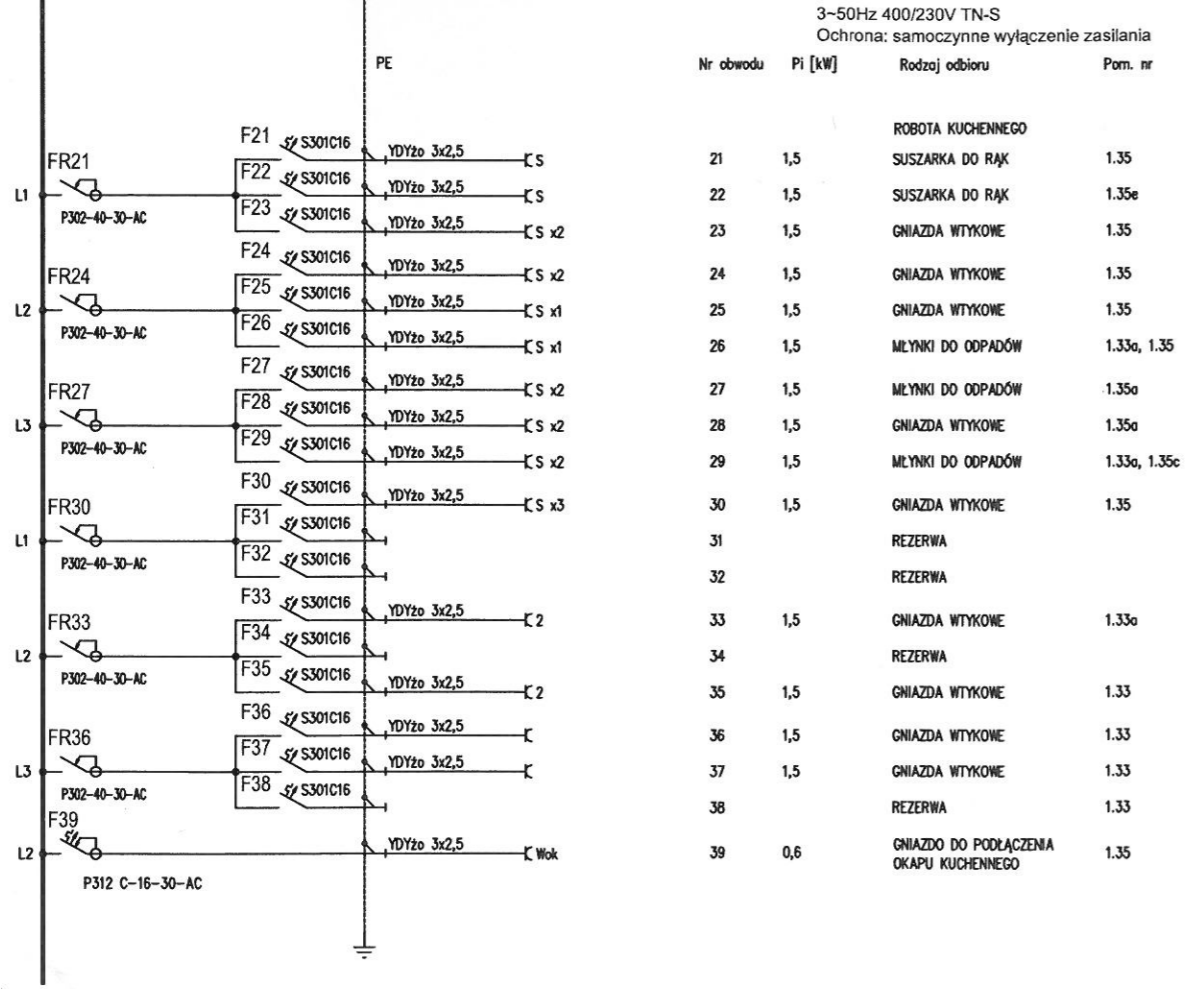 3~50Hz 400/230V TN-S
Ochrona: samoczynne wyłączenie zasilania
PE Nr obwodu Pi [kW] Rodzaj odbioru Pom. nr
ROBOTA KUCHENNEGO
F21 S301C16 YDYżo 3x2,5 S 21 1,5 SUSZARKA DO RĄK 1.35
FR21
L1 F22 S301C16 YDYżo 3x2,5 S 22 1,5 SUSZARKA DO RĄK 1.35e
P302-40-30-AC
F23 S301C16 YDYżo 3x2,5 S x2 23 1,5 GNIAZDA WTYKOWE 1.35
F24 S301C16 YDYżo 3x2,5 S x2 24 1,5 GNIAZDA WTYKOWE 1.35
FR24
L2 F25 S301C16 YDYżo 3x2,5 S x1 25 1,5 GNIAZDA WTYKOWE 1.35
P302-40-30-AC
F26 S301C16 YDYżo 3x2,5 S x1 26 1,5 MŁYNKI DO ODPADÓW 1.33a, 1.35
F27 S301C16 YDYżo 3x2,5 S x2 27 1,5 MŁYNKI DO ODPADÓW 1.35a
FR27
L3 F28 S301C16 YDYżo 3x2,5 S x2 28 1,5 GNIAZDA WTYKOWE 1.35a
P302-40-30-AC
F29 S301C16 YDYżo 3x2,5 S x2 29 1,5 MŁYNKI DO ODPADÓW 1.33a, 1.35c
F30 S301C16 YDYżo 3x2,5 S x3 30 1,5 GNIAZDA WTYKOWE 1.35
FR30
L1 F31 S301C16 31 REZERWA
P302-40-30-AC
F32 S301C16 32 REZERWA
F33 S301C16 YDYżo 3x2,5 2 33 1,5 GNIAZDA WTYKOWE 1.33a
FR33
L2 F34 S301C16 34 REZERWA
P302-40-30-AC
F35 S301C16 YDYżo 3x2,5 2 35 1,5 GNIAZDA WTYKOWE 1.33
F36 S301C16 YDYżo 3x2,5 36 1,5 GNIAZDA WTYKOWE 1.33
FR36
L3 F37 S301C16 YDYżo 3x2,5 37 1,5 GNIAZDA WTYKOWE 1.33
P302-40-30-AC
F38 S301C16 38 REZERWA 1.33
F39
L2 YDYżo 3x2,5 Wok 39 0,6 GNIAZDO DO PODŁĄCZENIA 1.35
OKAPU KUCHENNEGO
P312 C-16-30-AC